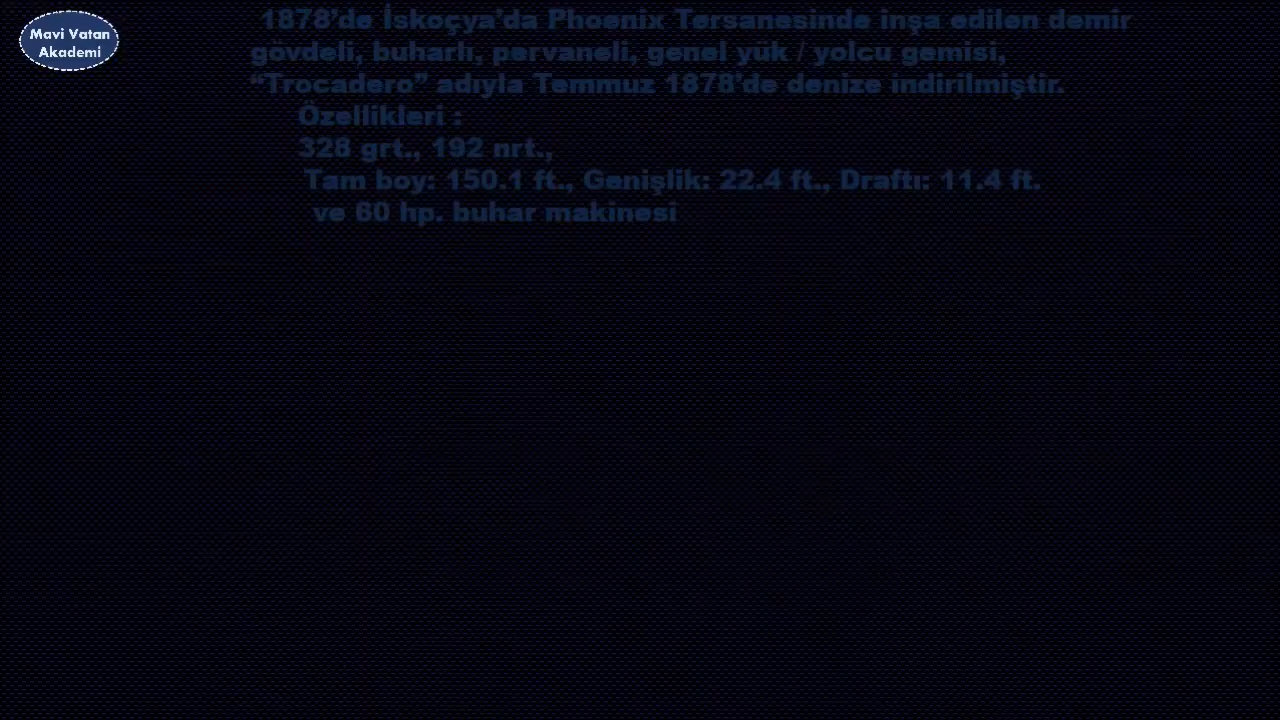 Mavi Vatan
Akademi
1878’de İskoçya’da Phoenix Tersanesinde inşa edilen demir
gövdeli, buharlı, pervaneli, genel yük / yolcu gemisi,
“Trocadero” adıyla Temmuz 1878’de denize indirilmiştir.
Özellikleri :
328 grt., 192 nrt.,
Tam boy: 150.1 ft., Genişlik: 22.4 ft., Draftı: 11.4 ft.
ve 60 hp. buhar makinesi